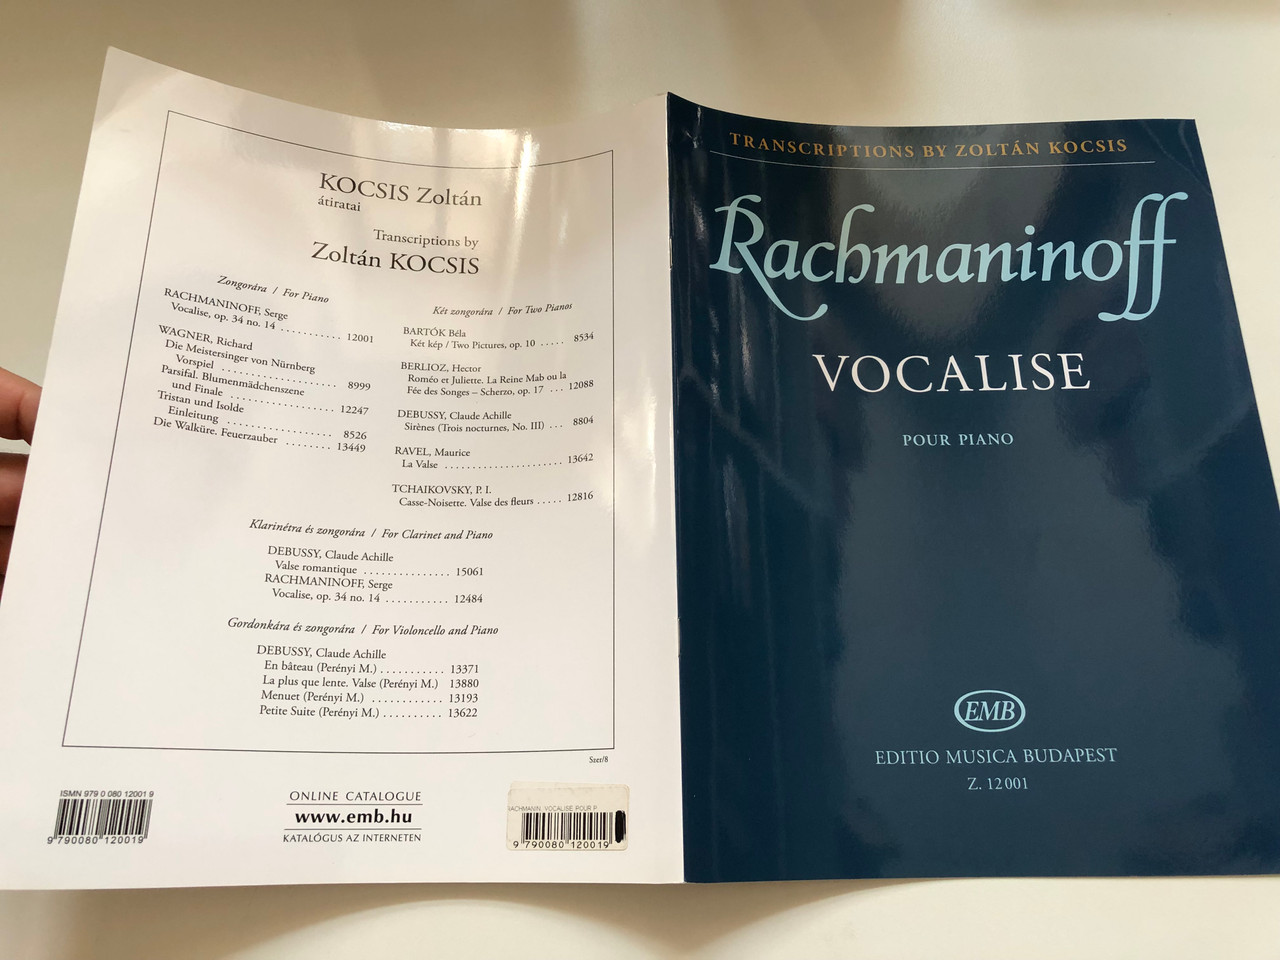 KOCSIS Zoltán
átiratai
Transcriptions by
Zoltán KOCSIS
Zongorára / For Piano
RACHMANINOFF, Serge
Vocalise, op. 34 no. 14 . . . . . . . . . . 12001
WAGNER, Richard
Die Meistersinger von Nürnberg
Vorspiel . . . . . . . . . . . . . . . . . . . 8999
Parsifal. Blumenmädchenszene
und Finale . . . . . . . . . . . . . . . . . 12247
Tristan und Isolde
Einleitung . . . . . . . . . . . . . . . . . 8526
Die Walküre. Feuerzauber . . . . . . . 13449
Két zongorára / For Two Pianos
BARTÓK Béla
Két kép / Two Pictures, op. 10 . . . . . 8534
BERLIOZ, Hector
Roméo et Juliette. La Reine Mab ou la
Fée des Songes – Scherzo, op. 17 . . . 12088
DEBUSSY, Claude Achille
Sirènes (Trois nocturnes, No. III) . . . 8804
RAVEL, Maurice
La Valse . . . . . . . . . . . . . . . . . . . . . 13642
TCHAIKOVSKY, P. I.
Casse-Noisette. Valse des fleurs . . . . . 12816
Klarinétra és zongorára / For Clarinet and Piano
DEBUSSY, Claude Achille
Valse romantique . . . . . . . . . . . . . . . 15061
RACHMANINOFF, Serge
Vocalise, op. 34 no. 14 . . . . . . . . . . . 12484
Gordonkára és zongorára / For Violoncello and Piano
DEBUSSY, Claude Achille
En bâteau (Perényi M.) . . . . . . . . . . . 13371
La plus que lente. Valse (Perényi M.) 13880
Menuet (Perényi M.) . . . . . . . . . . . . 13193
Petite Suite (Perényi M.) . . . . . . . . . . 13622
Szer/8
ISMN 979 0 080 12001 9
9 790080 120019
ONLINE CATALOGUE
www.emb.hu
KATALÓGUS AZ INTERNETEN
RACHMANIN. VOCALISE POUR P
9 790080 120019
TRANSCRIPTIONS BY ZOLTÁN KOCSIS
Rachmaninoff
VOCALISE
POUR PIANO
EMB
EDITIO MUSICA BUDAPEST
Z. 12 001